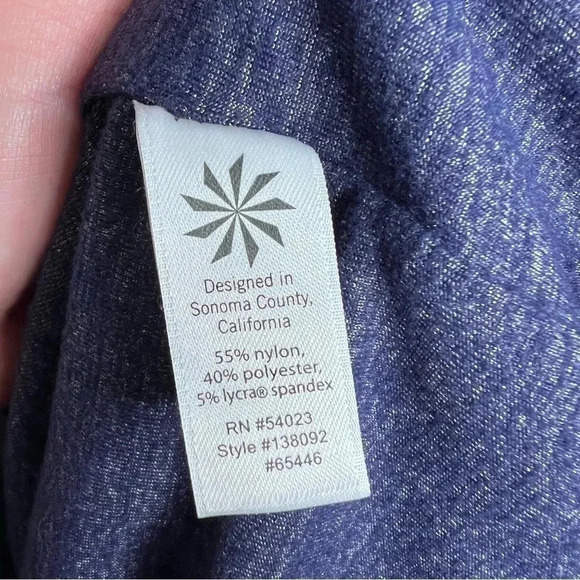 Designed in
Sonoma County,
California
55% nylon,
40% polyester,
5% lycra® spandex
RN #54023
Style #138092
#65446